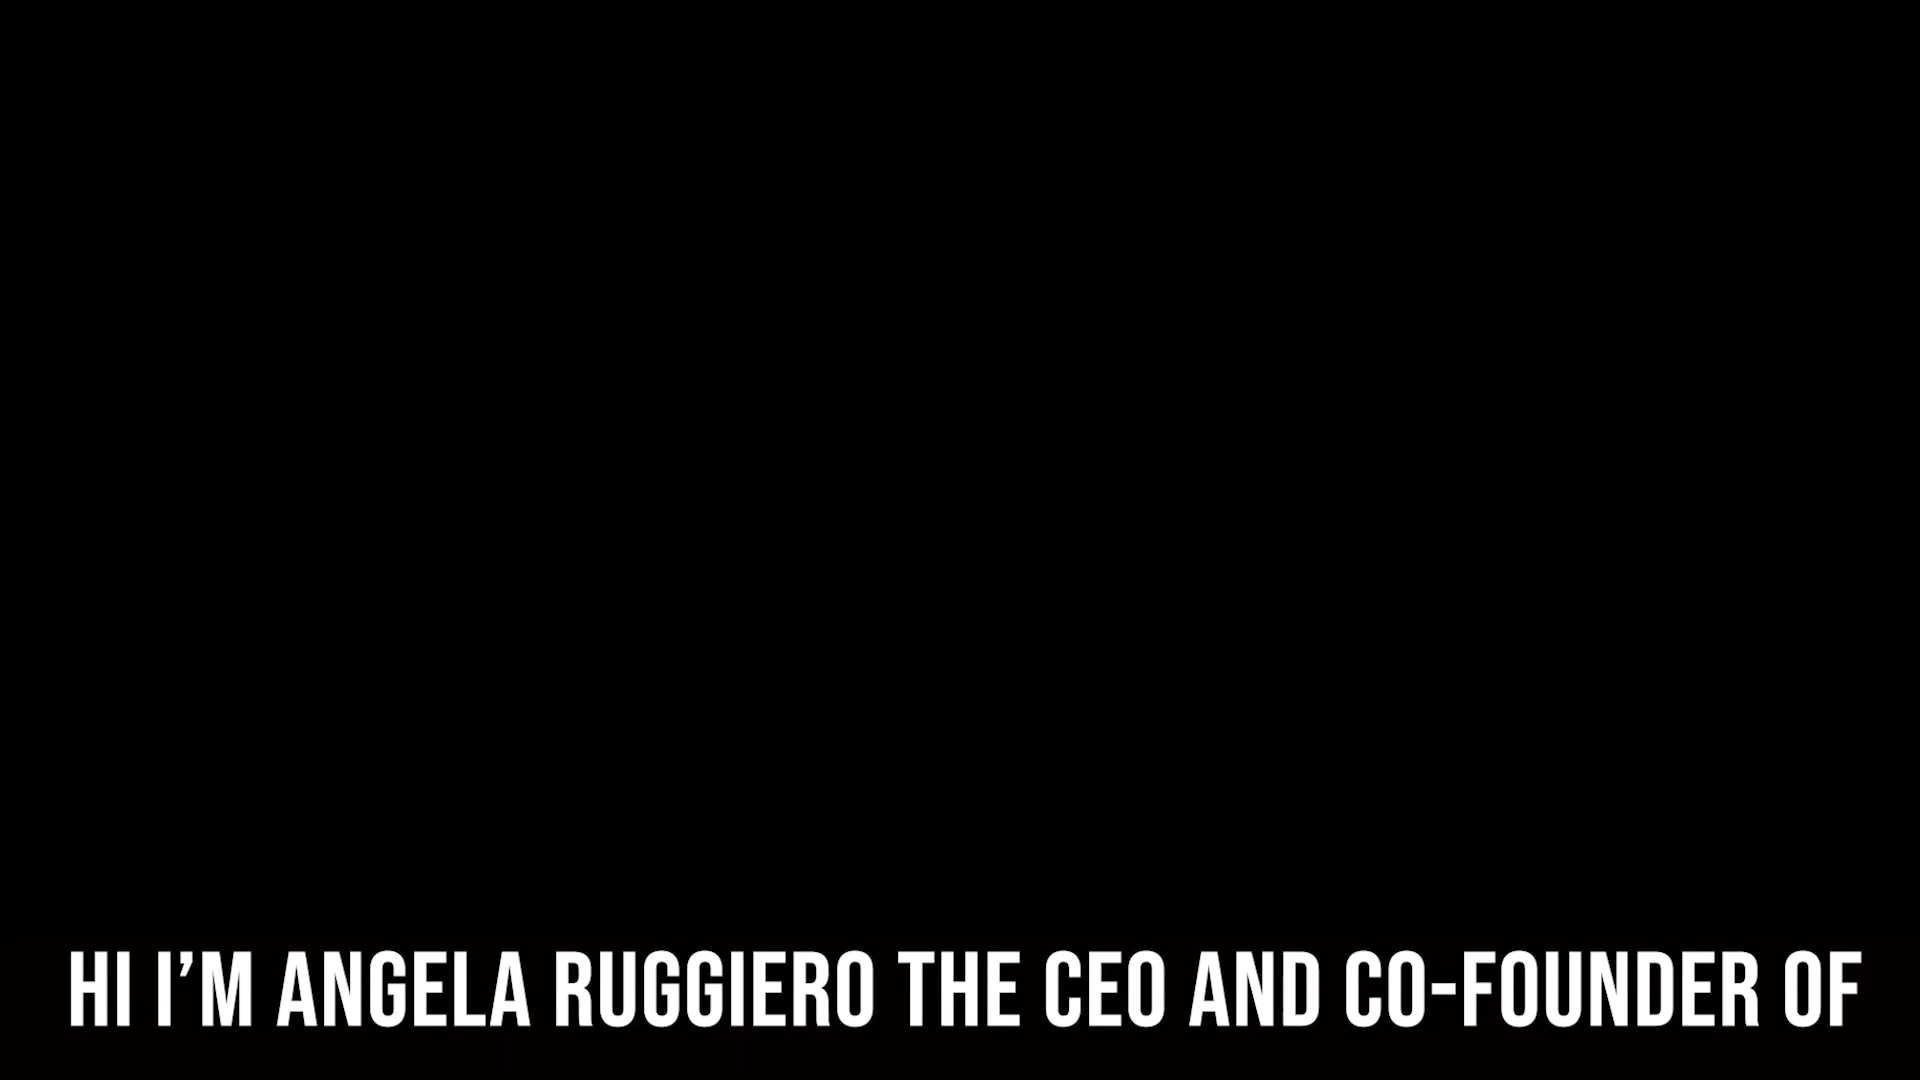 HI I’M ANGELA RUGGIERO THE CEO AND CO-FOUNDER OF